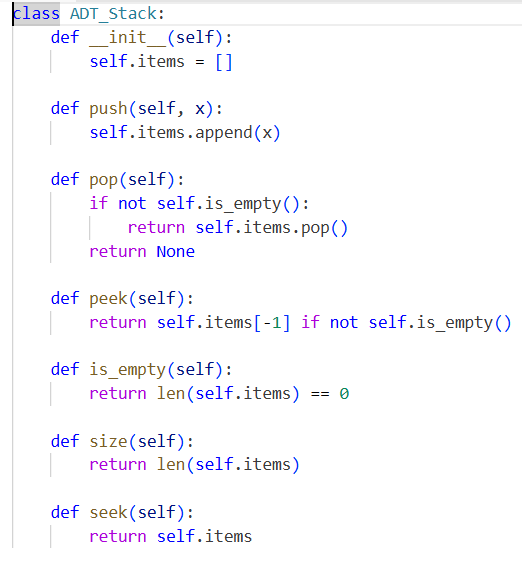 class ADT_Stack:
    def __init__(self):
        self.items = []

    def push(self, x):
        self.items.append(x)

    def pop(self):
        if not self.is_empty():
            return self.items.pop()
        return None

    def peek(self):
        return self.items[-1] if not self.is_empty()

    def is_empty(self):
        return len(self.items) == 0

    def size(self):
        return len(self.items)

    def seek(self):
        return self.items